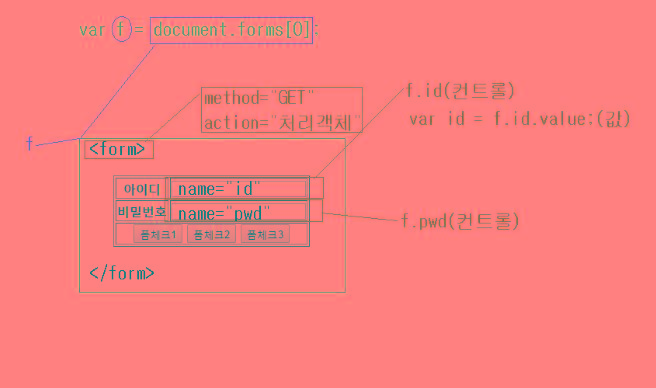 var f = document.forms[0];
method="GET"
action="처리객체"
f.id(컨트롤)
var id = f.id.value;(값)
f
<form>
아이디 name="id"
비밀번호 name="pwd"
f.pwd(컨트롤)
폼체크1 폼체크2 폼체크3
</form>